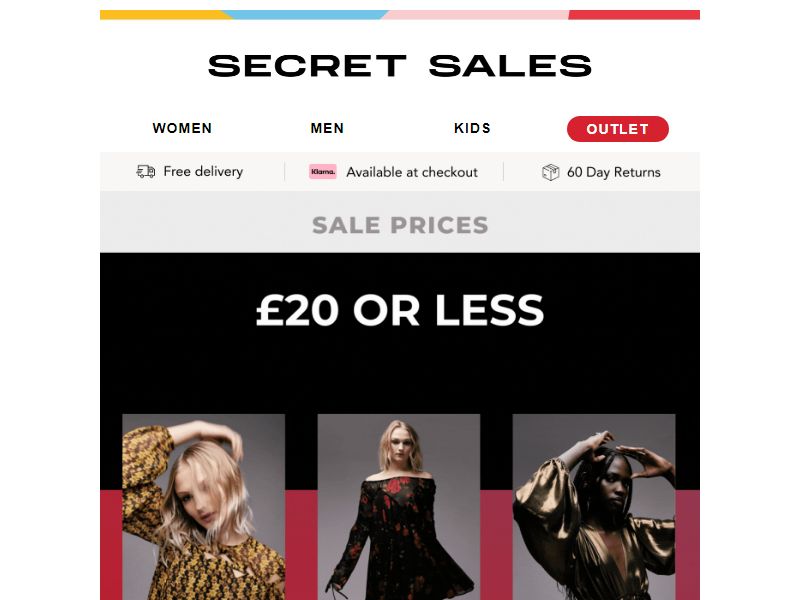 SECRET SALES
WOMEN MEN KIDS OUTLET
Free delivery Klarna. Available at checkout 60 Day Returns
SALE PRICES
£20 OR LESS